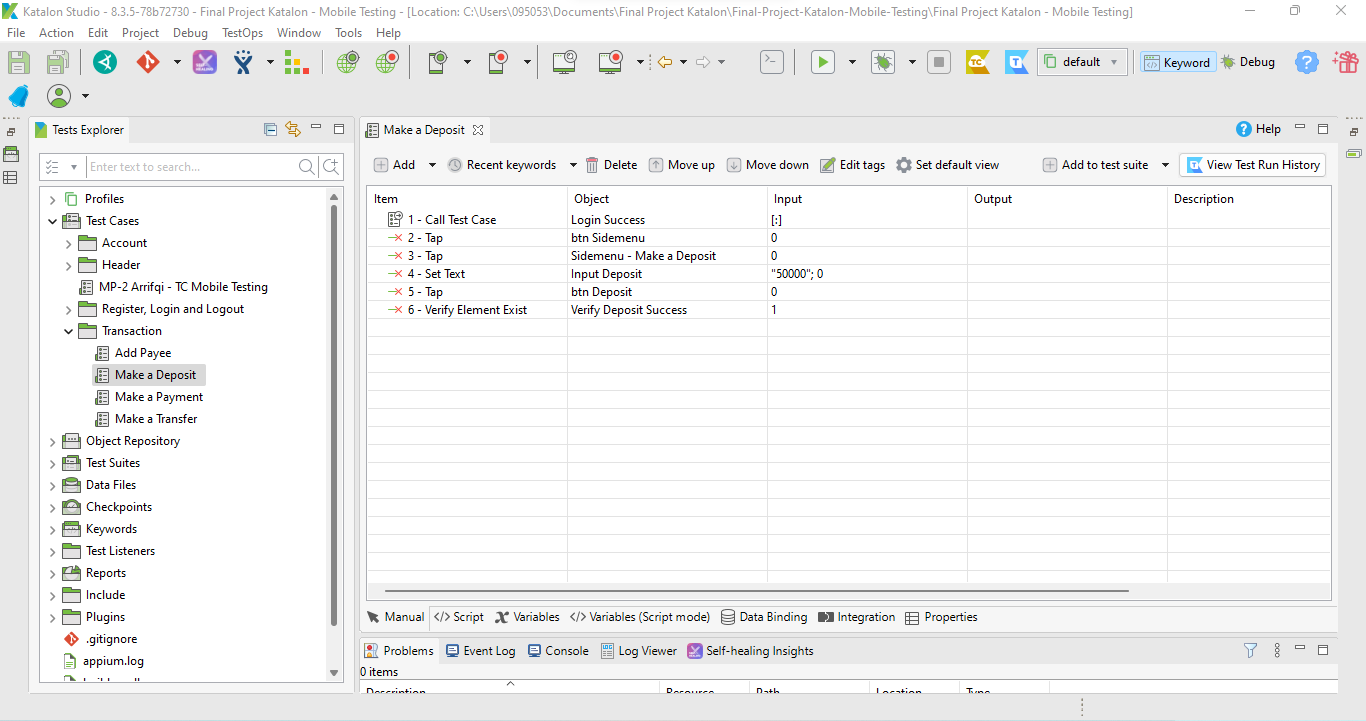 Katalon Studio - 8.3.5-78b72730 - Final Project Katalon - Mobile Testing - [Location: C:\Users\095053\Documents\Final Project Katalon\Final-Project-Katalon-Mobile-Testing\Final Project Katalon - Mobile Testing]
File Action Edit Project Debug TestOps Window Tools Help
default Keyword Debug
Tests Explorer
Enter text to search...
Profiles
Test Cases
Account
Header
MP-2 Arrifqi - TC Mobile Testing
Register, Login and Logout
Transaction
Add Payee
Make a Deposit
Make a Payment
Make a Transfer
Object Repository
Test Suites
Data Files
Checkpoints
Keywords
Test Listeners
Reports
Include
Plugins
.gitignore
appium.log
Make a Deposit
Help
Add Recent keywords Delete Move up Move down Edit tags Set default view Add to test suite View Test Run History
Item Object Input Output Description
1 - Call Test Case Login Success [:]
2 - Tap btn Sidemenu 0
3 - Tap Sidemenu - Make a Deposit 0
4 - Set Text Input Deposit "50000"; 0
5 - Tap btn Deposit 0
6 - Verify Element Exist Verify Deposit Success 1
Manual </> Script Variables </> Variables (Script mode) Data Binding Integration Properties
Problems Event Log Console Log Viewer Self-healing Insights
0 items
Description Resource Path Location Type